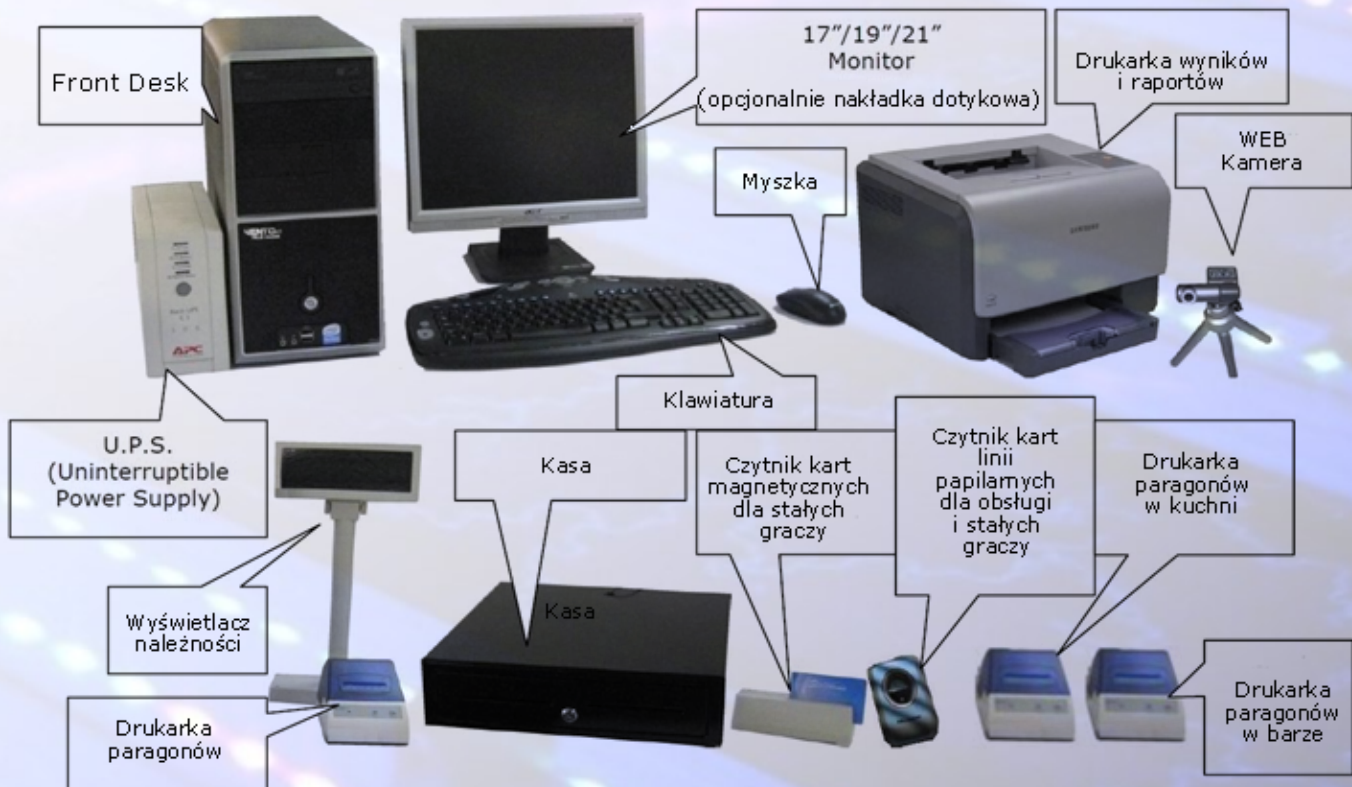 Front Desk
17”/19”/21”
Monitor
(opcjonalnie nakładka dotykowa)
Drukarka wyników
i raportów
WEB
Kamera
Myszka
VENTO
APC
Klawiatura
U.P.S.
(Uninterruptible
Power Supply)
Kasa
Czytnik kart
magnetycznych
dla stałych
graczy
Czytnik kart
linii
papilarnych
dla obsługi
i stałych
graczy
Drukarka
paragonów
w kuchni
Wyświetlacz
należności
Kasa
Drukarka
paragonów
Drukarka
paragonów
w barze